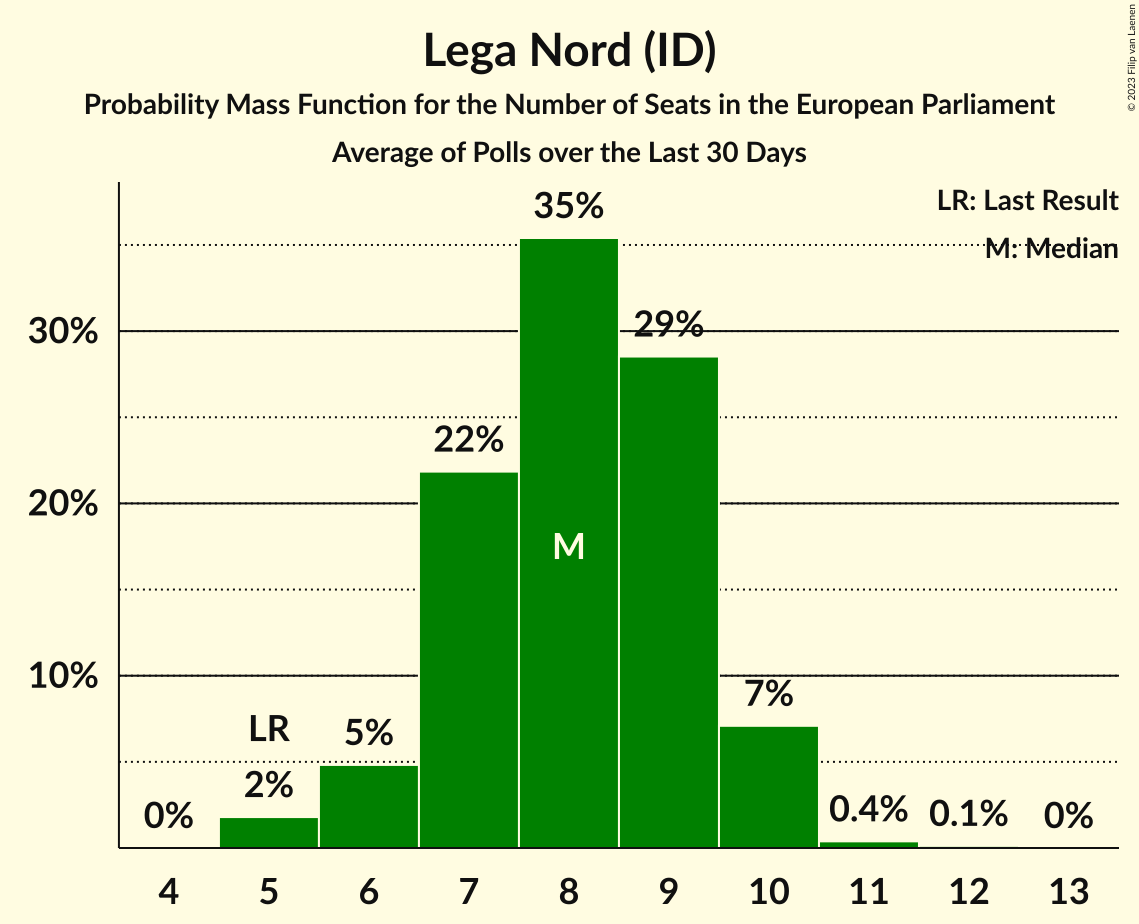 Lega Nord (ID)
Probability Mass Function for the Number of Seats in the European Parliament
Average of Polls over the Last 30 Days
© 2023 Filip van Laenen
LR: Last Result
M: Median
35%
30%
29%
22%
20%
M
10%
7%
LR
5%
2%
0%
0.4%
0.1%
0%
4 5 6 7 8 9 10 11 12 13